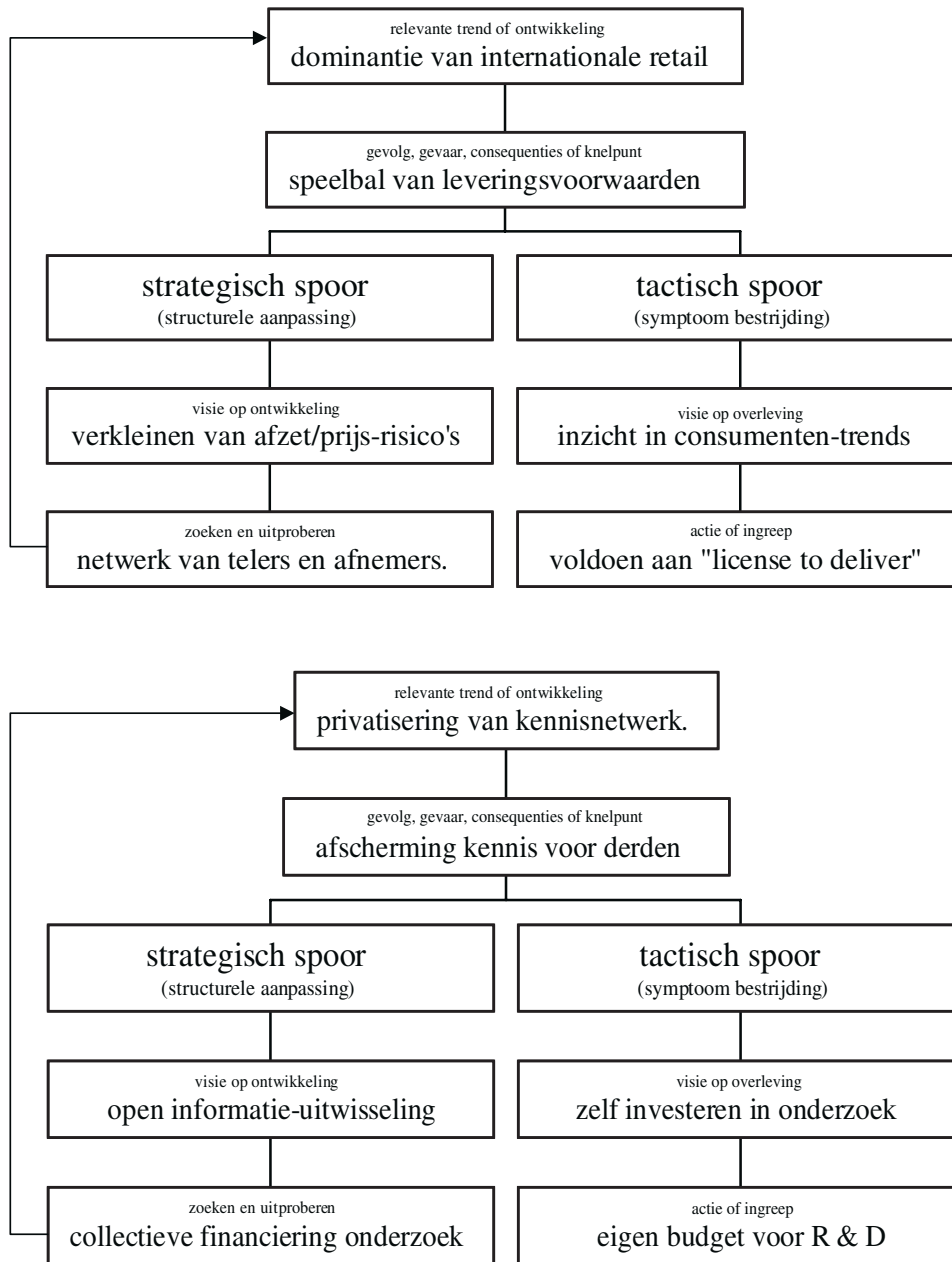 relevante trend of ontwikkeling
dominantie van internationale retail
gevolg, gevaar, consequenties of knelpunt
speelbal van leveringsvoorwaarden
strategisch spoor
(structurele aanpassing)
tactisch spoor
(symptoom bestrijding)
visie op ontwikkeling
verkleinen van afzet/prijs-risico's
visie op overleving
inzicht in consumenten-trends
zoeken en uitproberen
netwerk van telers en afnemers.
actie of ingreep
voldoen aan "license to deliver"
relevante trend of ontwikkeling
privatisering van kennisnetwerk.
gevolg, gevaar, consequenties of knelpunt
afscherming kennis voor derden
strategisch spoor
(structurele aanpassing)
tactisch spoor
(symptoom bestrijding)
visie op ontwikkeling
open informatie-uitwisseling
visie op overleving
zelf investeren in onderzoek
zoeken en uitproberen
collectieve financiering onderzoek
actie of ingreep
eigen budget voor R & D